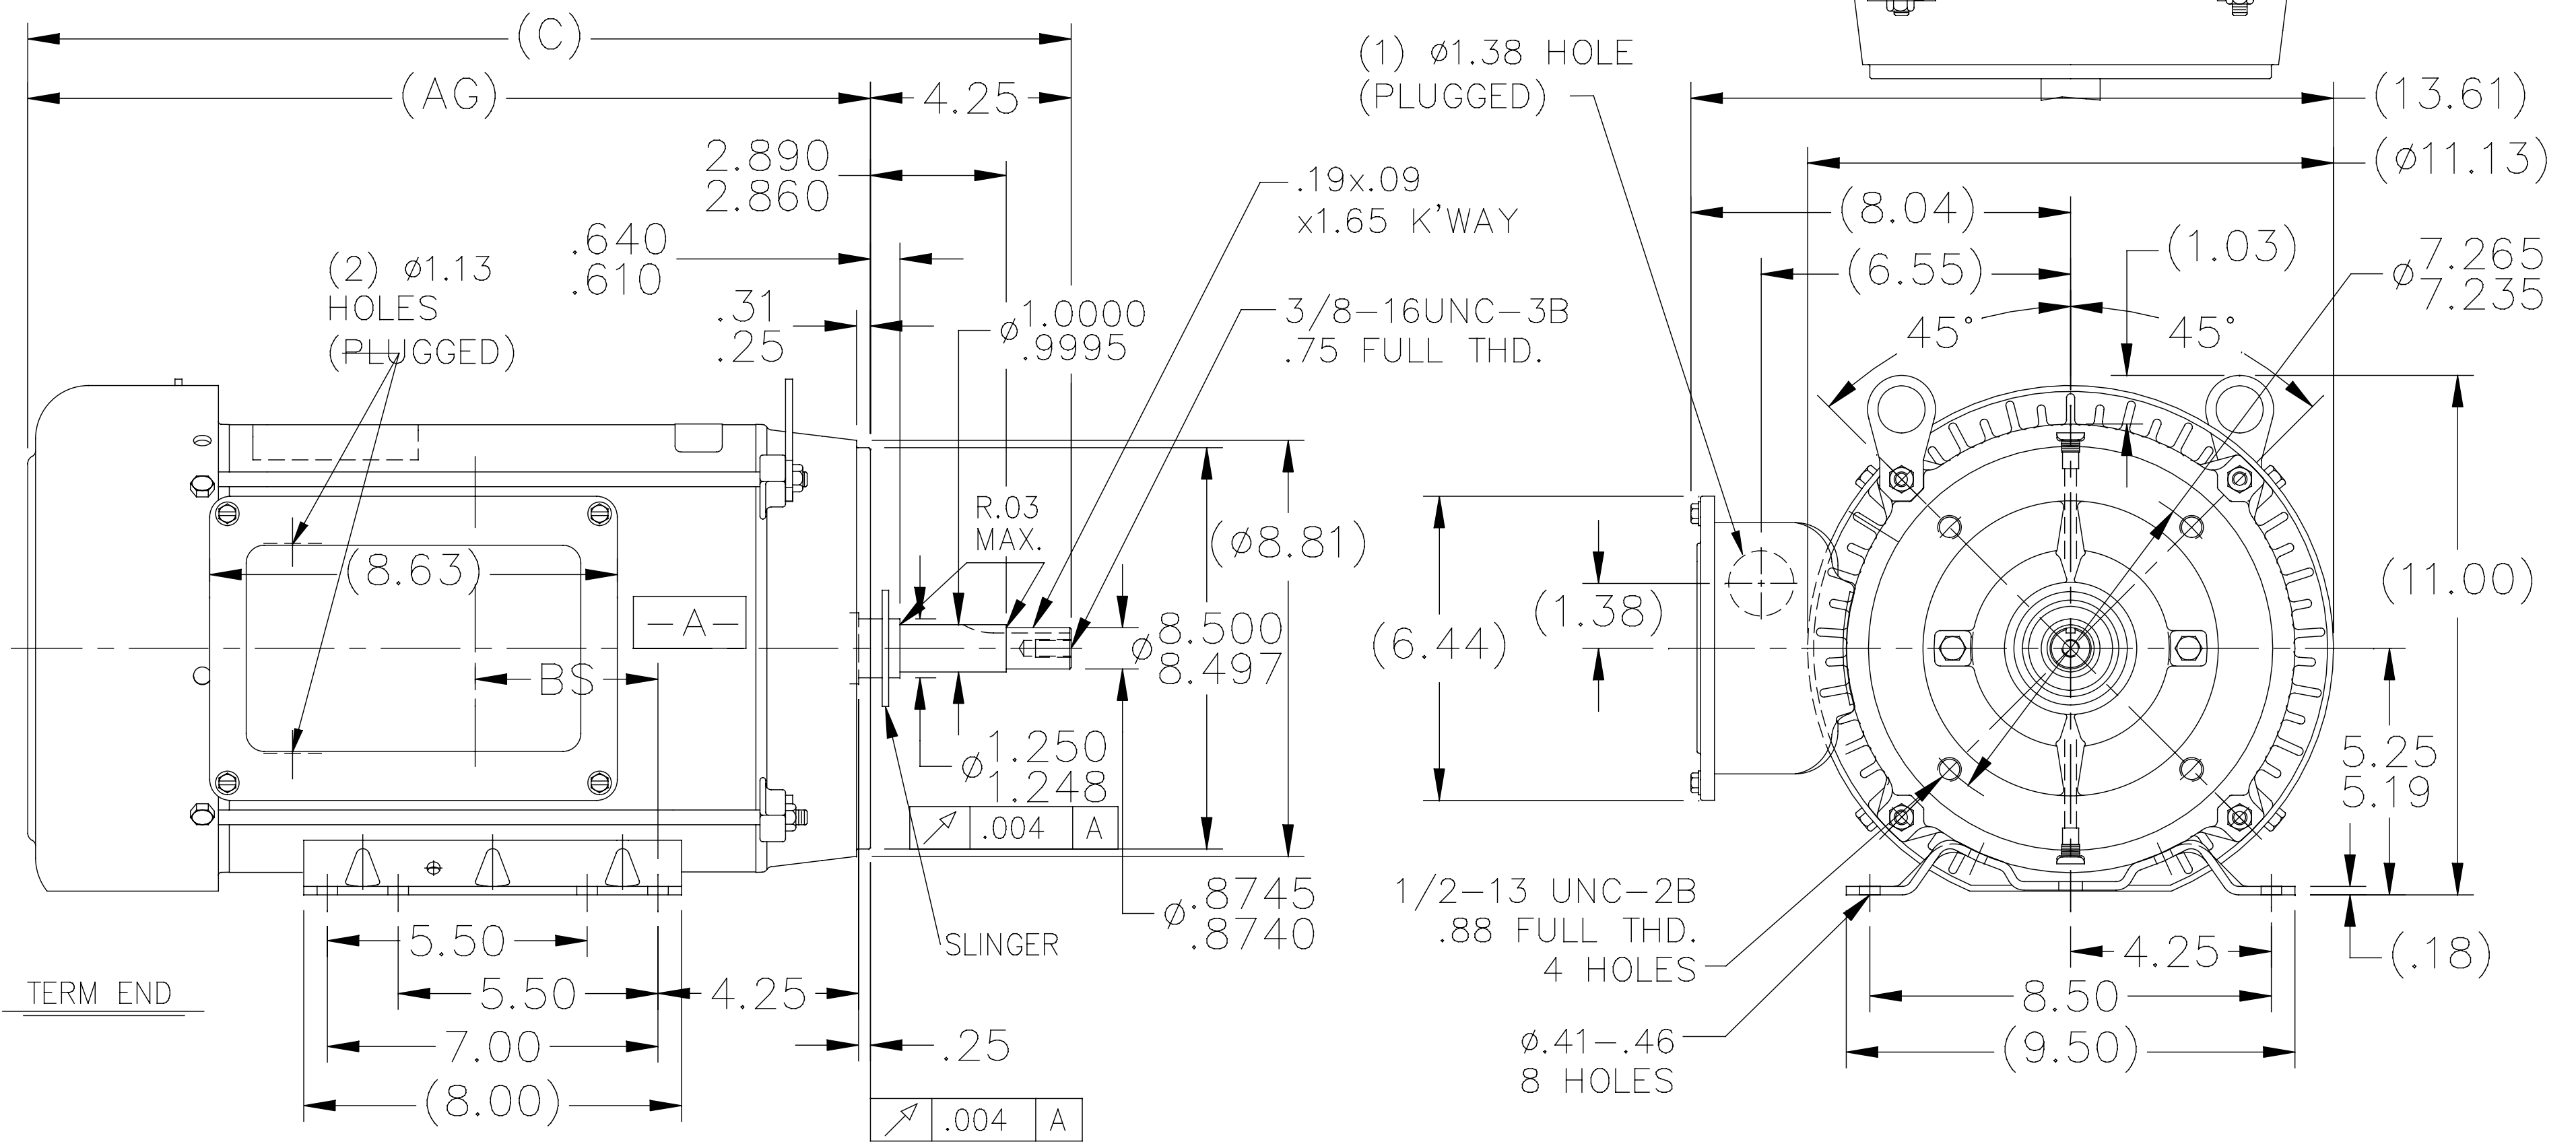 (C)
(AG)
4.25
2.890
2.860
.640
.610
.31
.25
(2) ø1.13
HOLES
(PLUGGED)
ø1.0000
.9995
.19x.09
x1.65 K'WAY
3/8-16UNC-3B
.75 FULL THD.
(1) ø1.38 HOLE
(PLUGGED)
(13.61)
(ø11.13)
(8.04)
(6.55)
(1.03)
ø7.265
7.235
45°
45°
R.03
MAX.
(ø8.81)
(8.63)
-A-
BS
ø8.500
8.497
ø1.250
1.248
.004 A
ø.8745
.8740
SLINGER
(6.44)
(1.38)
(11.00)
5.25
5.19
(.18)
1/2-13 UNC-2B
.88 FULL THD.
4 HOLES
ø.41-.46
8 HOLES
4.25
8.50
(9.50)
TERM END
5.50
5.50
4.25
7.00
.25
(8.00)
.004 A